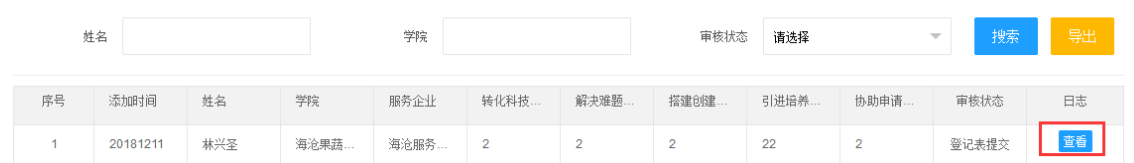 姓名 学院 审核状态 请选择 搜索 导出
序号 添加时间 姓名 学院 服务企业 转化科技... 解决难题... 搭建创建... 引进培养... 协助申请... 审核状态 日志
1 20181211 林兴圣 海沧果蔬... 海沧服务... 2 2 2 22 2 登记表提交 查看